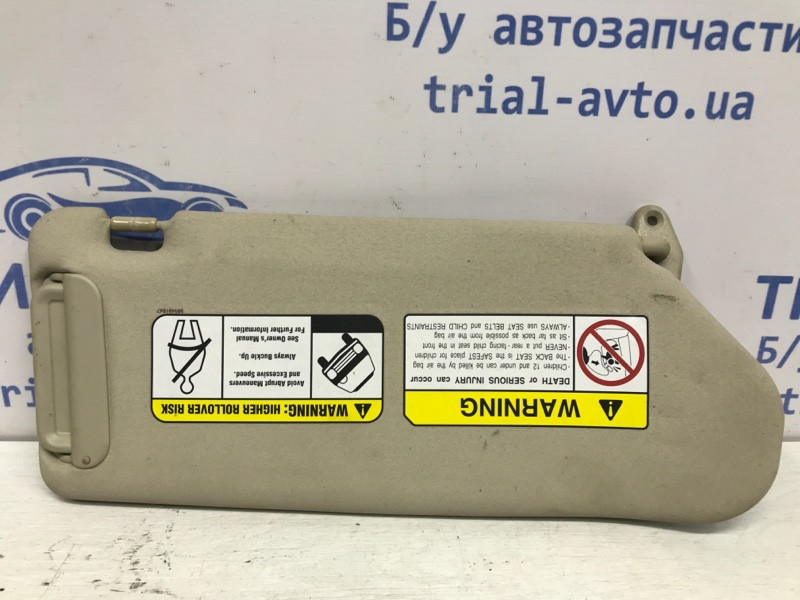 Б/у автозапчасти
trial-avto.ua
Б/у
WARNING
DEATH or SERIOUS INJURY can occur
-Children 12 and under can be killed by the air bag
-The BACK SEAT is the SAFEST place for children
-NEVER put a rear-facing child seat in the front
-Sit as far back as possible from the air bag
-ALWAYS use SEAT BELTS and CHILD RESTRAINTS
WARNING: HIGHER ROLLOVER RISK
Avoid Abrupt Maneuvers
and Excessive Speed.
Always Buckle Up.
See Owner's Manual
For Further Information.